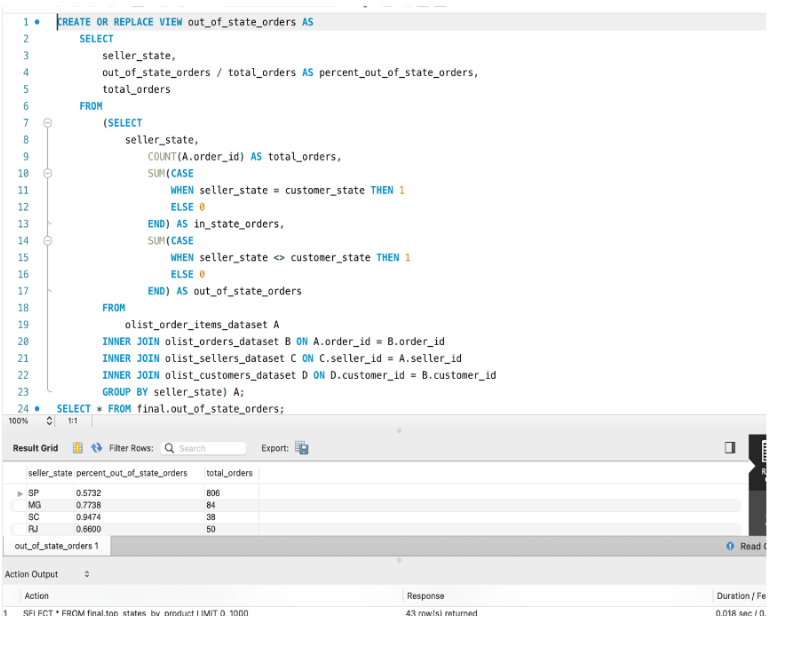 1 CREATE OR REPLACE VIEW out_of_state_orders AS
2 SELECT
3 seller_state,
4 out_of_state_orders / total_orders AS percent_out_of_state_orders,
5 total_orders
6 FROM
7 (SELECT
8 seller_state,
9 COUNT(A.order_id) AS total_orders,
10 SUM(CASE
11 WHEN seller_state = customer_state THEN 1
12 ELSE 0
13 END) AS in_state_orders,
14 SUM(CASE
15 WHEN seller_state <> customer_state THEN 1
16 ELSE 0
17 END) AS out_of_state_orders
18 FROM
19 olist_order_items_dataset A
20 INNER JOIN olist_orders_dataset B ON A.order_id = B.order_id
21 INNER JOIN olist_sellers_dataset C ON C.seller_id = A.seller_id
22 INNER JOIN olist_customers_dataset D ON D.customer_id = B.customer_id
23 GROUP BY seller_state) A;
24 SELECT * FROM final.out_of_state_orders;
100% 1:1
Result Grid Filter Rows: Search Export:
seller_state percent_out_of_state_orders total_orders
SP 0.5732 806
MG 0.7738 84
SC 0.9474 38
RJ 0.6600 50
out_of_state_orders 1 Read
Action Output
Action Response Duration / Fe
1 SELECT * FROM final.top_states_by_product LIMIT 0, 1000 43 row(s) returned 0.018 sec / 0.